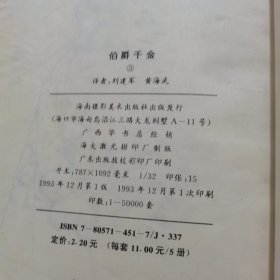 伯爵千金
③
译者：刘建军 黄海武
海南摄影美术出版社出版发行
（海口市海甸岛沿江三路大龙别墅 A—11号）
广西华书店经销
海大激光排印厂制版
广东出版技校彩印厂印刷
开本：787×1092毫米 1/32 印张：15
1993年12月第1版 1993年12月第1次印刷
印数：1—50000套
ISBN 7—80571—451—7/J·337
定价：2.20元（每套11.00元/5册）